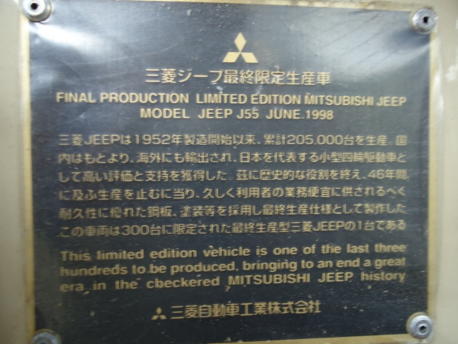 三菱ジープ最終限定生産車
FINAL PRODUCTION LIMITED EDITION MITSUBISHI JEEP
MODEL JEEP J55 JUNE.1998
三菱JEEPは1952年製造開始以来、累計205,000台を生産。国
内はもとより、海外にも輸出され、日本を代表する小型四輪駆動車と
して高い評価と支持を獲得した。茲に歴史的な役割を終え、46年間
に及ぶ生産を止むに当り、久しく利用者の業務便宜に供されるべく
耐久性に優れた鋼板、塗装等を採用し最終生産仕様として製作した
この車両は300台に限定された最終生産型三菱JEEPの1台である
This limited edition vehicle is one of the last three
hundreds to be produced, bringing to an end a great
era in the cbeckered MITSUBISHI JEEP history
三菱自動車工業株式会社